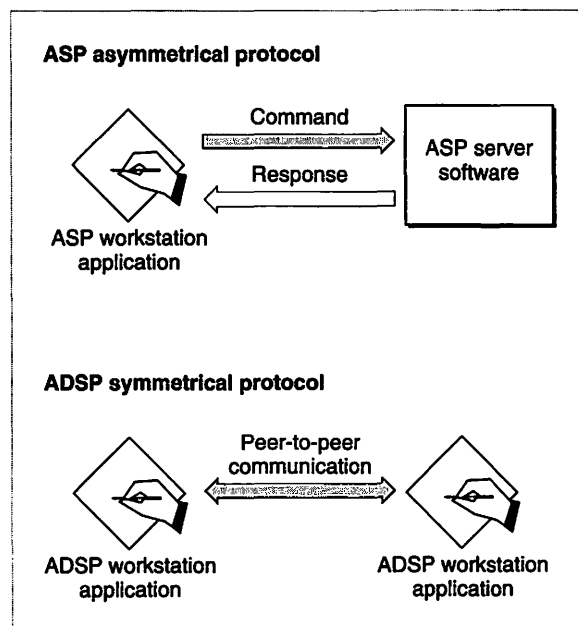 ASP asymmetrical protocol
Command
ASP server
software
Response
ASP workstation
application
ADSP symmetrical protocol
Peer-to-peer
communication
ADSP workstation
application
ADSP workstation
application